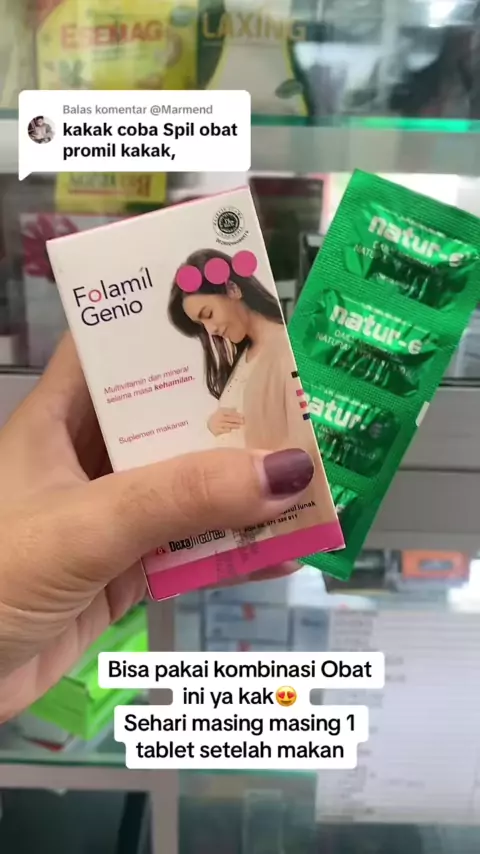 ESEMAG
LAXING
Balas komentar @Marmend
kakak coba Spil obat
promil kakak,
Folamil
Genio
Multivitamin dan mineral
selama masa kehamilan.
Suplemen makanan
natur-e
natur-e
natur-e
Bisa pakai kombinasi Obat
ini ya kak😍
Sehari masing masing 1
tablet setelah makan